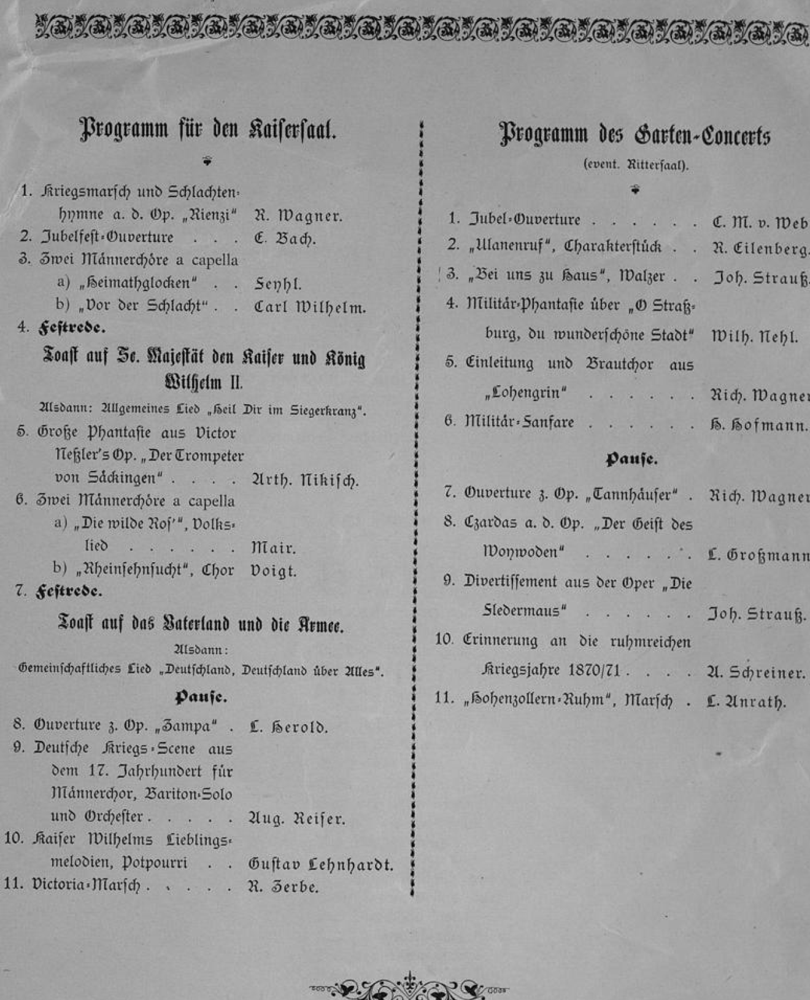 Programm für den Kaisersaal.
1. Kriegsmarsch und Schlachten-
hymne a. d. Op. „Rienzi“ R. Wagner.
2. Jubelfest-Ouverture . . . E. Bach.
3. Zwei Männerchöre a capella
a) „Heimathglocken“ . . Seyhl.
b) „Vor der Schlacht“ . . Carl Wilhelm.
4. Festrede.
Toast auf Se. Majestät den Kaiser und König
Wilhelm II.
Alsdann: Allgemeines Lied „Heil Dir im Siegerkranz“.
5. Große Phantasie aus Victor
Neßler's Op. „Der Trompeter
von Säckingen“ . . . . Arth. Nikisch.
6. Zwei Männerchöre a capella
a) „Die wilde Ros'“, Volks-
lied . . . . . . Mair.
b) „Rheinsehnsucht“, Chor Voigt.
7. Festrede.
Toast auf das Vaterland und die Armee.
Alsdann:
Gemeinschaftliches Lied „Deutschland, Deutschland über Alles“.
Pause.
8. Ouverture z. Op. „Zampa“ . L. Herold.
9. Deutsche Kriegs-Scene aus
dem 17. Jahrhundert für
Männerchor, Bariton-Solo
und Orchester . . . . . Aug. Reiser.
10. Kaiser Wilhelms Lieblings-
melodien, Potpourri . . Gustav Lehnhardt.
11. Victoria-Marsch . . . . . R. Zerbe.
Programm des Garten-Concerts
(event. Rittersaal).
1. Jubel-Ouverture . . . . . . C. M. v. Web
2. „Ulanenruf“, Charakterstück . . R. Eilenberg.
3. „Bei uns zu Haus“, Walzer . . Joh. Strauß.
4. Militär-Phantasie über „O Straß-
burg, du wunderschöne Stadt“ Wilh. Nehl.
5. Einleitung und Brautchor aus
„Lohengrin“ . . . . . . Rich. Wagner
6. Militär-Fanfare . . . . . . H. Hofmann.
Pause.
7. Ouverture z. Op. „Tannhäuser“ . Rich. Wagner
8. Czardas a. d. Op. „Der Geist des
Woywoden“ . . . . . . L. Großmann
9. Divertissement aus der Oper „Die
Fledermaus“ . . . . . . Joh. Strauß.
10. Erinnerung an die ruhmreichen
Kriegsjahre 1870/71 . . . . A. Schreiner.
11. „Hohenzollern-Ruhm“, Marsch . L. Anrath.